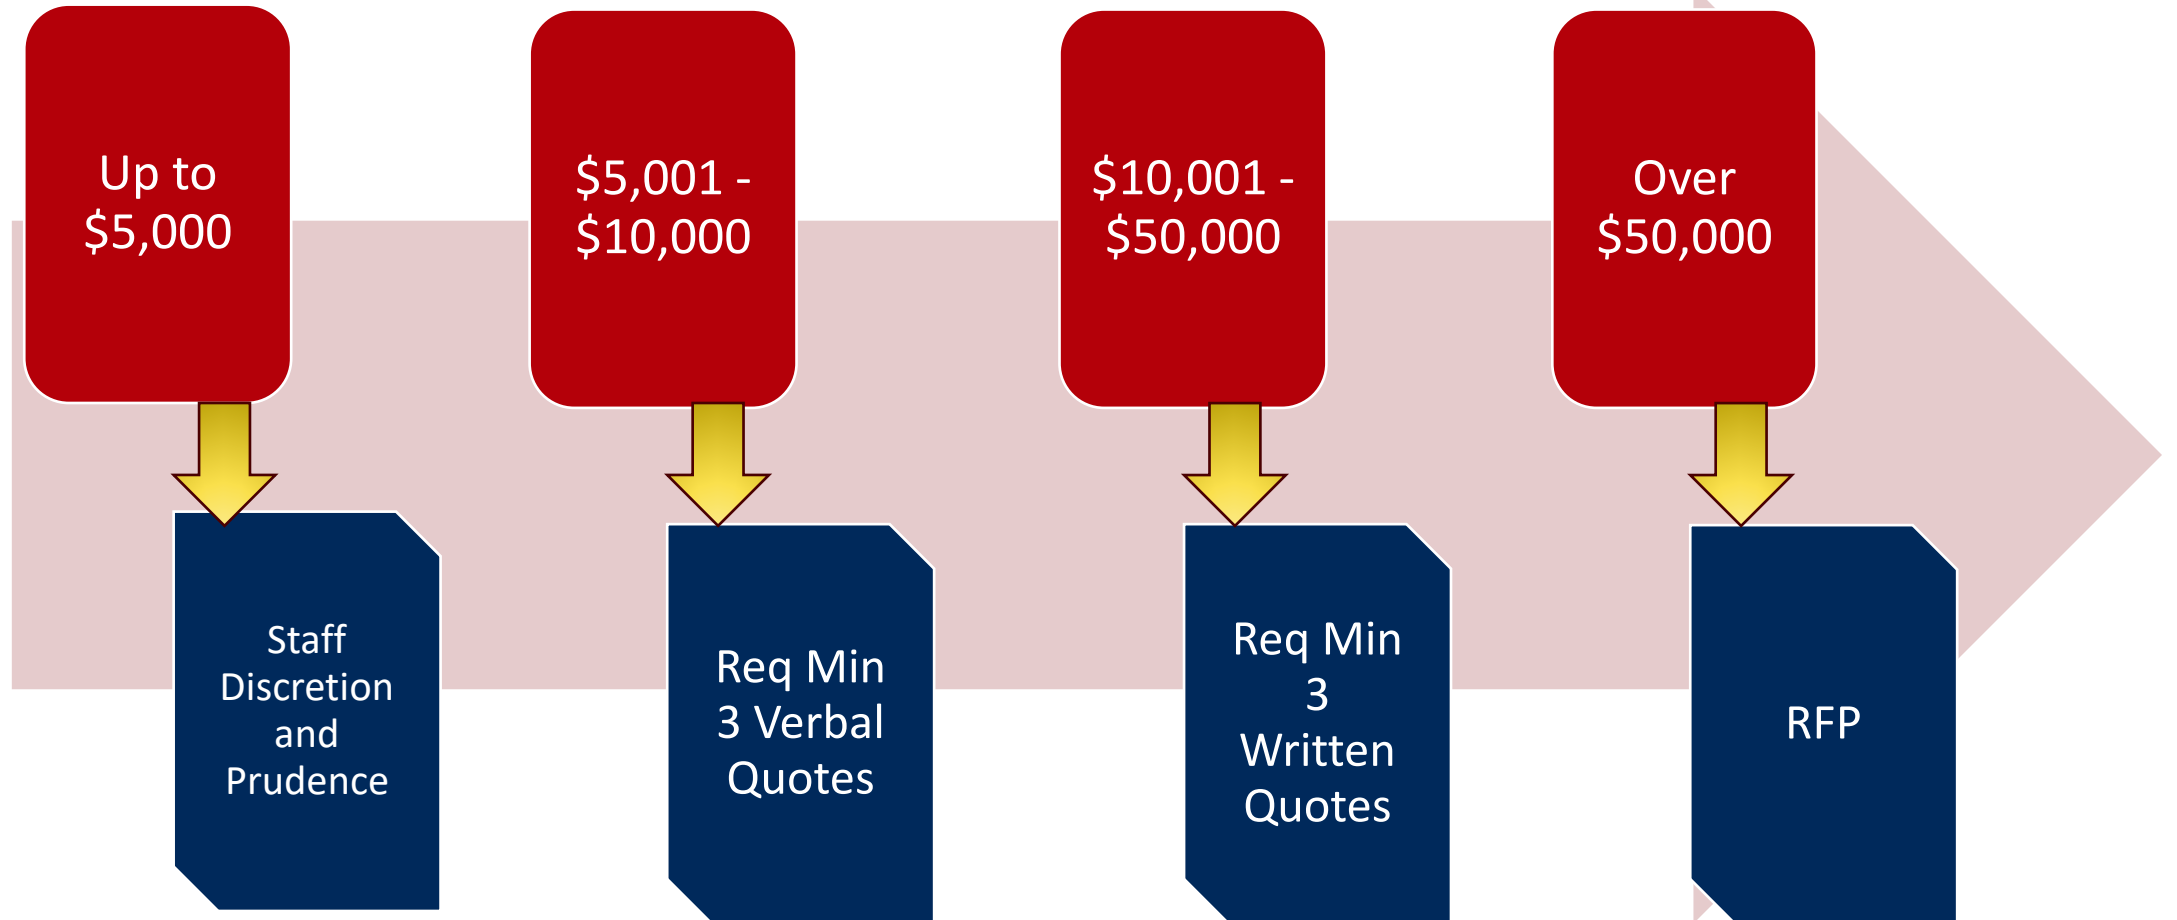 Up to
$5,000
$5,001 -
$10,000
$10,001 -
$50,000
Over
$50,000
Staff
Discretion
and
Prudence
Req Min
3 Verbal
Quotes
Req Min
3
Written
Quotes
RFP